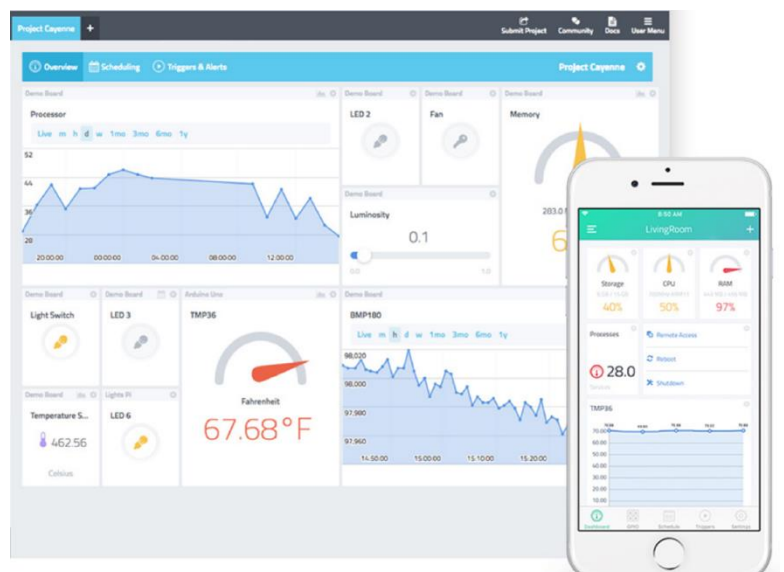 Project Cayenne +
Submit Project Community Docs User Menu
Overview Scheduling Triggers & Alerts Project Cayenne
Demo Board
Processor
Live m h d w 1mo 3mo 6mo 1y
52
44
36
28
20:00:00 00:00:00 04:00:00 08:00:00 12:00:00
Demo Board
LED 2
Demo Board
Fan
Demo Board
Luminosity
0.1
0.0 1.0
Demo Board
Memory
283.0
6
Demo Board
Light Switch
Demo Board
LED 3
Arduino Uno
TMP36
Fahrenheit
67.68°F
Demo Board
BMP180
Live m h d w 1mo 3mo 6mo 1y
98,020
98,000
97,980
97,960
14:50:00 15:00:00 15:10:00 15:20:00
Demo Board
Temperature S...
462.56
Celsius
Lights Pi
LED 6
8:50 AM
LivingRoom +
Storage CPU RAM
40% 50% 97%
Processes
28.0
Services
Remote Access
Reboot
Shutdown
TMP36
70.00
60.00
50.00
40.00
30.00
20.00
10.00
Dashboard GPIO Schedule Triggers Settings